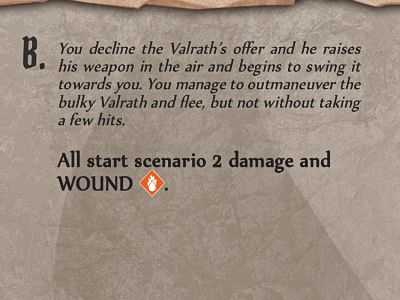 B. You decline the Valrath's offer and he raises
his weapon in the air and begins to swing it
towards you. You manage to outmaneuver the
bulky Valrath and flee, but not without taking
a few hits.
All start scenario 2 damage and
WOUND .